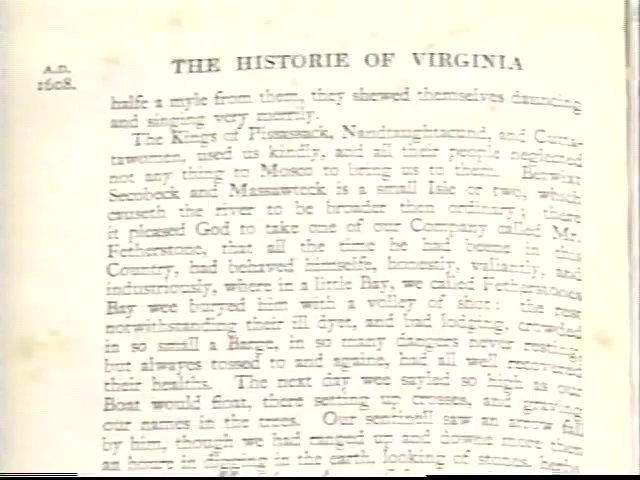 THE HISTORIE OF VIRGINIA
A.D.
1608.
halfe a myle from them, they shewed themselves dauncing
and singing very merrily.
The Kings of Pissassack, Nandtaughtacund, and Cutta-
tawomen, used us kindly, and all their people neglected
not any thing to Mosco to bring us to them. Betwixt
Secobeck and Massawteck is a small Isle or two, which
causeth the river to be broader then ordinary; there
it pleased God to take one of our Company called Mr.
Fetherstone, that all the time he had beene in this
Country, had behaved himselfe, honestly, valiantly, and
industriously, where in a little Bay, we called Fetherstones
Bay wee buryed him with a volley of shot: the rest
notwithstanding their ill dyet, and bad lodging, crowded
in so small a Barge, in so many dangers never resting,
but alwayes tossed to and againe, had all well recovered
their healths. The next day wee sayled so high as our
Boat would float, there setting up crosses, and graving
our names in the trees. Our sentinell saw an arrow fall
by him, though we had ranged up and downe more then
an houre in digging in the earth, looking of stones, herbs